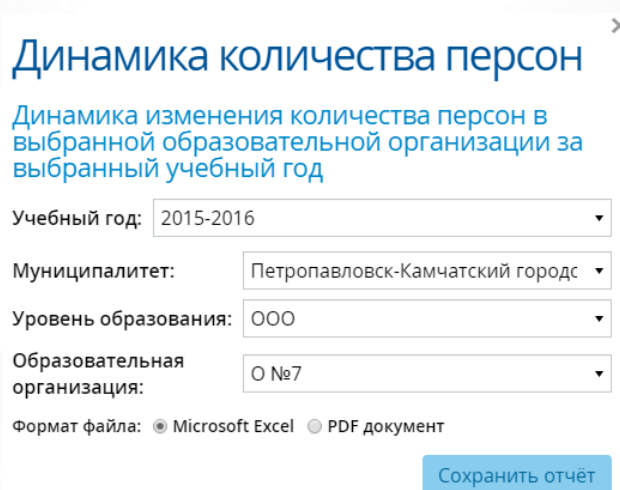 Динамика количества персон
Динамика изменения количества персон в
выбранной образовательной организации за
выбранный учебный год
Учебный год: 2015-2016
Муниципалитет: Петропавловск-Камчатский городс
Уровень образования: ООО
Образовательная
организация: О №7
Формат файла: Microsoft Excel PDF документ
Сохранить отчёт